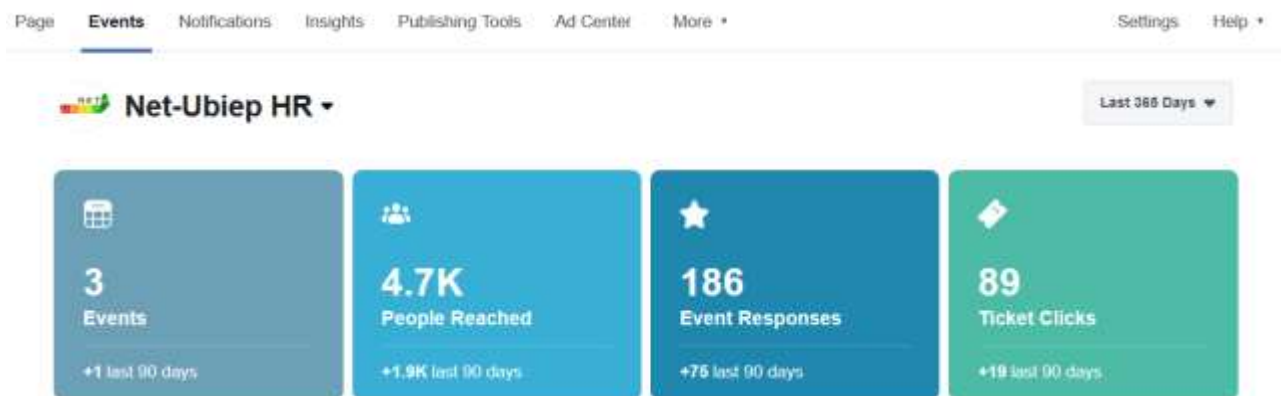 Page Events Notifications Insights Publishing Tools Ad Center More Settings Help
Net-Ubiep HR
Last 365 Days
3
Events
+1 last 90 days
4.7K
People Reached
+1.9K last 90 days
186
Event Responses
+75 last 90 days
89
Ticket Clicks
+19 last 90 days